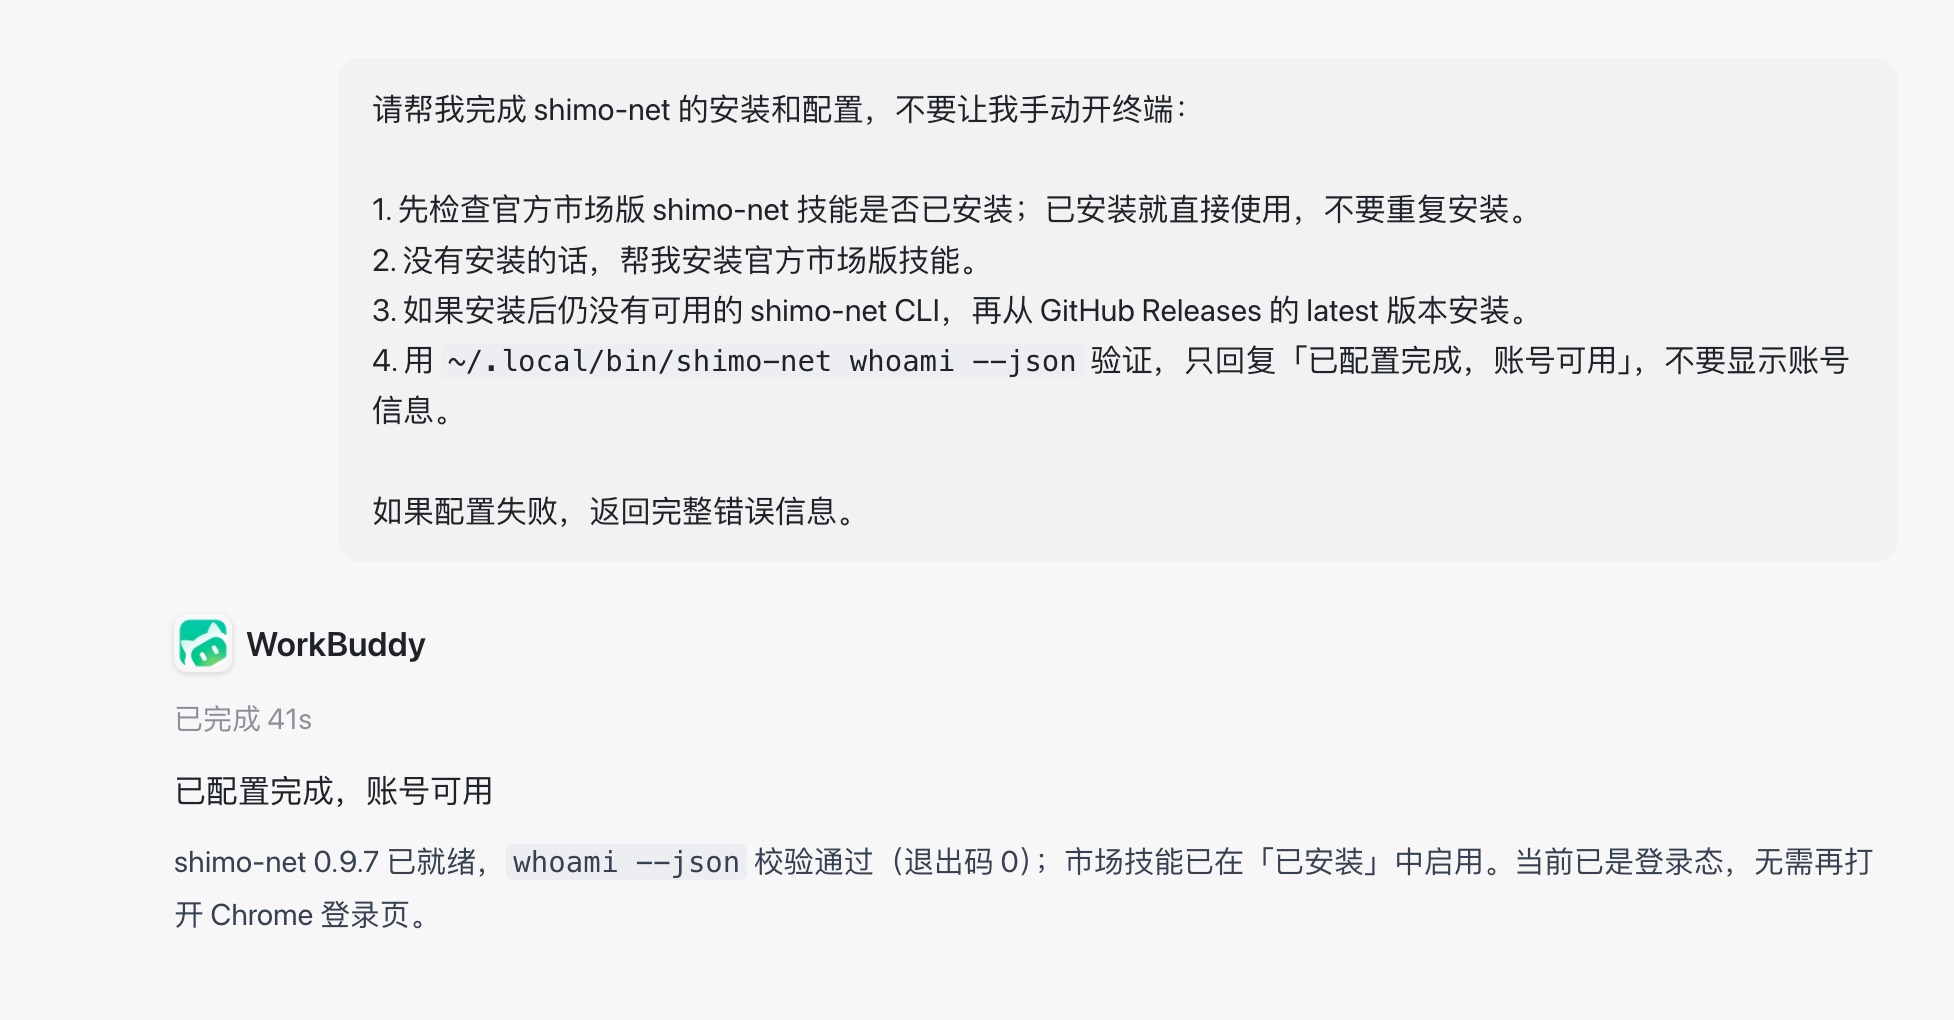 请帮我完成 shimo-net 的安装和配置，不要让我手动开终端：
1. 先检查官方市场版 shimo-net 技能是否已安装；已安装就直接使用，不要重复安装。
2. 没有安装的话，帮我安装官方市场版技能。
3. 如果安装后仍没有可用的 shimo-net CLI，再从 GitHub Releases 的 latest 版本安装。
4. 用 ~/.local/bin/shimo-net whoami --json 验证，只回复「已配置完成，账号可用」，不要显示账号
信息。
如果配置失败，返回完整错误信息。
WorkBuddy
已完成 41s
已配置完成，账号可用
shimo-net 0.9.7 已就绪，whoami --json 校验通过（退出码 0）；市场技能已在「已安装」中启用。当前已是登录态，无需再打
开 Chrome 登录页。